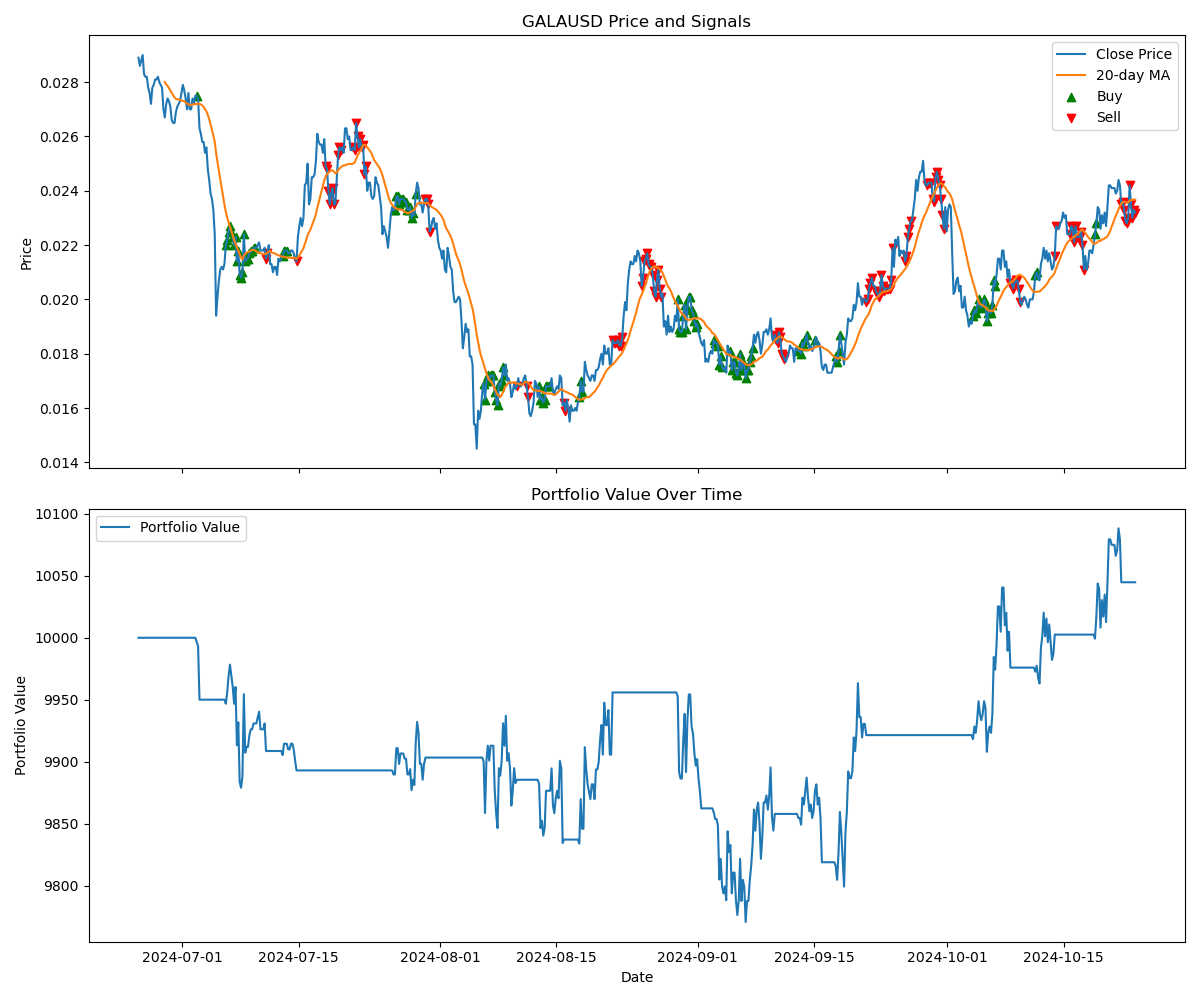 GALAUSD Price and Signals
Price
0.028
0.026
0.024
0.022
0.020
0.018
0.016
0.014
Close Price
20-day MA
Buy
Sell
Portfolio Value Over Time
Portfolio Value
10100
10050
10000
9950
9900
9850
9800
Portfolio Value
2024-07-01
2024-07-15
2024-08-01
2024-08-15
2024-09-01
2024-09-15
2024-10-01
2024-10-15
Date